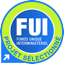 FUI
FONDS UNIQUE
INTERMINISTÉRIEL
PROJET SÉLECTIONNÉ